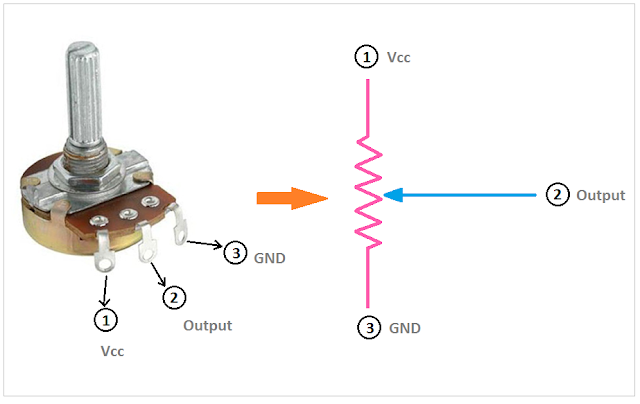 1 Vcc
2 Output
3 GND
3 GND
2
Output
1
Vcc